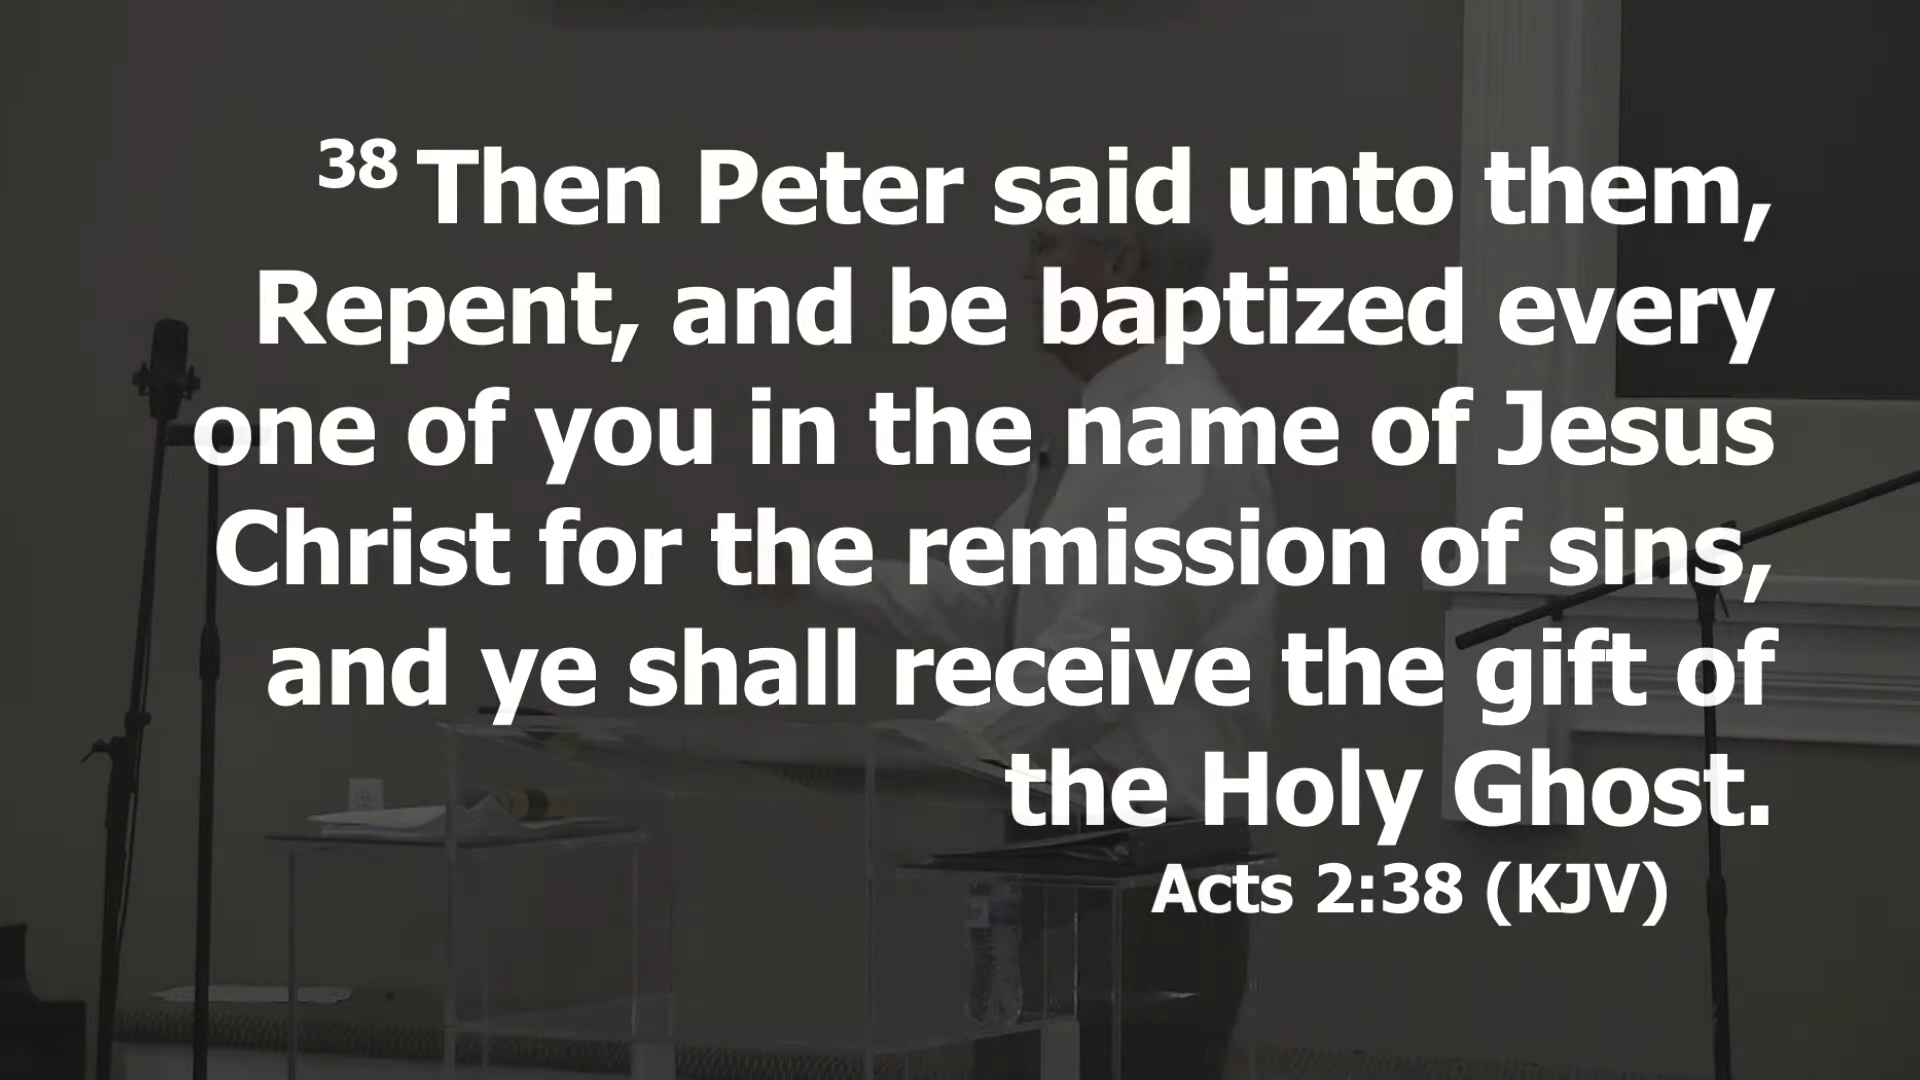 38 Then Peter said unto them,
Repent, and be baptized every
one of you in the name of Jesus
Christ for the remission of sins,
and ye shall receive the gift of
the Holy Ghost.
Acts 2:38 (KJV)